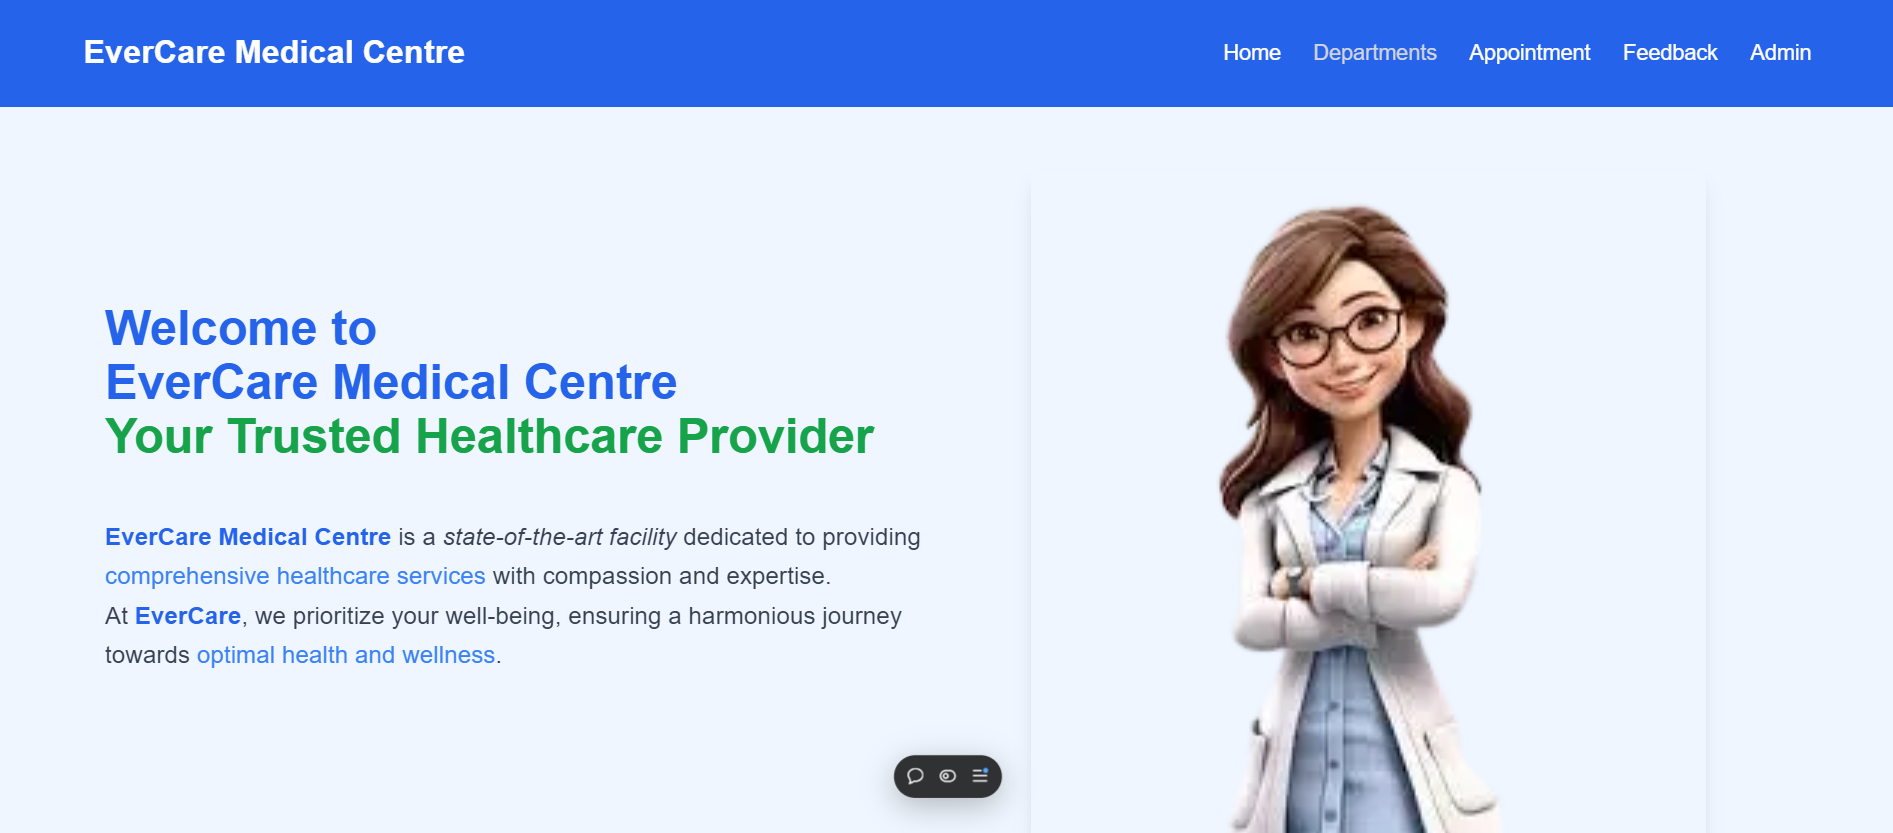 EverCare Medical Centre
Home
Departments
Appointment
Feedback
Admin
Welcome to
EverCare Medical Centre
Your Trusted Healthcare Provider
EverCare Medical Centre is a state-of-the-art facility dedicated to providing
comprehensive healthcare services with compassion and expertise.
At EverCare, we prioritize your well-being, ensuring a harmonious journey
towards optimal health and wellness.